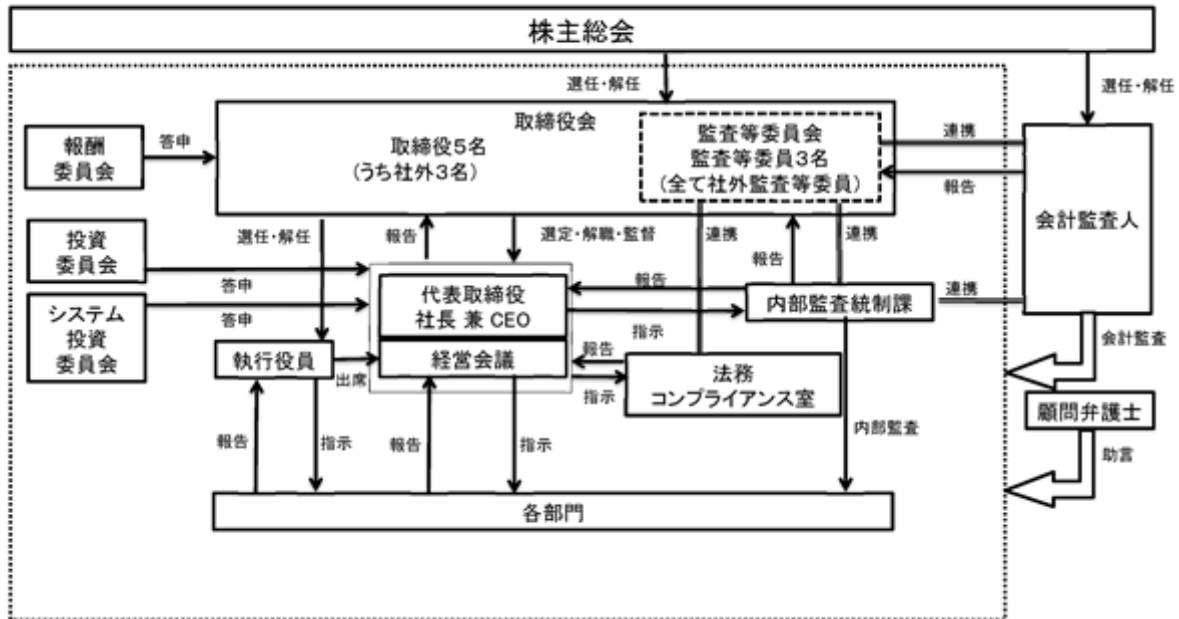 株主総会
選任・解任
選任・解任
取締役会
取締役5名
(うち社外3名)
監査等委員会
監査等委員3名
(全て社外監査等委員)
報酬
委員会
答申
連携
報告
会計監査人
投資
委員会
答申
選任・解任
報告
選定・解職・監督
連携
報告
連携
システム
投資
委員会
答申
代表取締役
社長 兼 CEO
報告
指示
内部監査統制課
連携
会計監査
執行役員
出席
経営会議
報告
指示
法務
コンプライアンス室
顧問弁護士
助言
報告
指示
報告
指示
内部監査
各部門